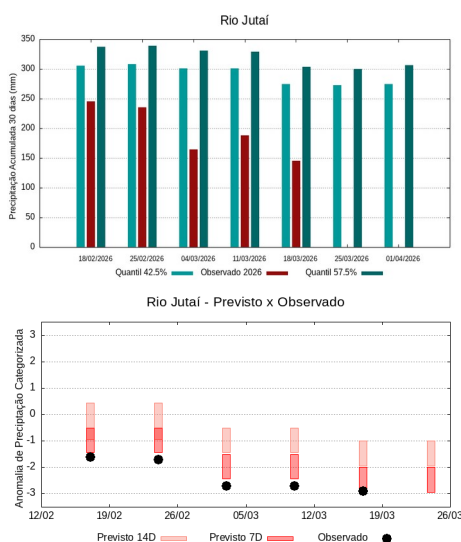 Rio Jutaí
Precipitação Acumulada 30 dias (mm)
350
300
250
200
150
100
50
0
18/02/2026 25/02/2026 04/03/2026 11/03/2026 18/03/2026 25/03/2026 01/04/2026
Quantil 42.5% Observado 2026 Quantil 57.5%
Rio Jutaí - Previsto x Observado
Anomalia de Preciptação Categorizada
3
2
1
0
-1
-2
-3
12/02 19/02 26/02 05/03 12/03 19/03 26/03
Previsto 14D Previsto 7D Observado